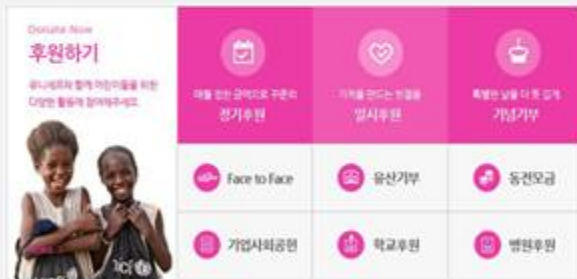 Donate Now
후원하기
유니세프와 함께 어린이들을 위한
다양한 활동에 참여해주세요
매월 정한 금액으로 꾸준히
정기후원
기적을 만드는 첫걸음
일시후원
특별한 날을 더 뜻 깊게
기념기부
Face to Face
유산기부
동전모금
기업사회공헌
학교후원
병원후원